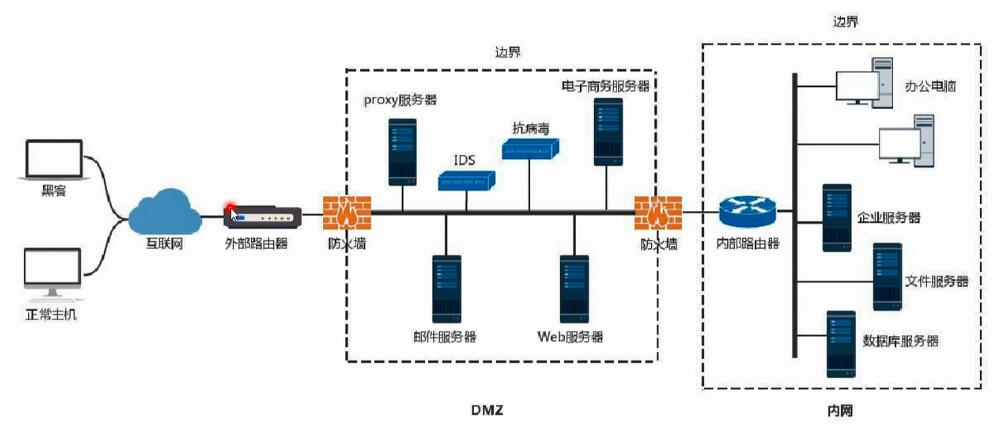 边界
边界
proxy服务器
电子商务服务器
抗病毒
IDS
办公电脑
黑客
互联网
外部路由器
防火墙
防火墙
内部路由器
企业服务器
正常主机
邮件服务器
Web服务器
文件服务器
数据库服务器
DMZ
内网